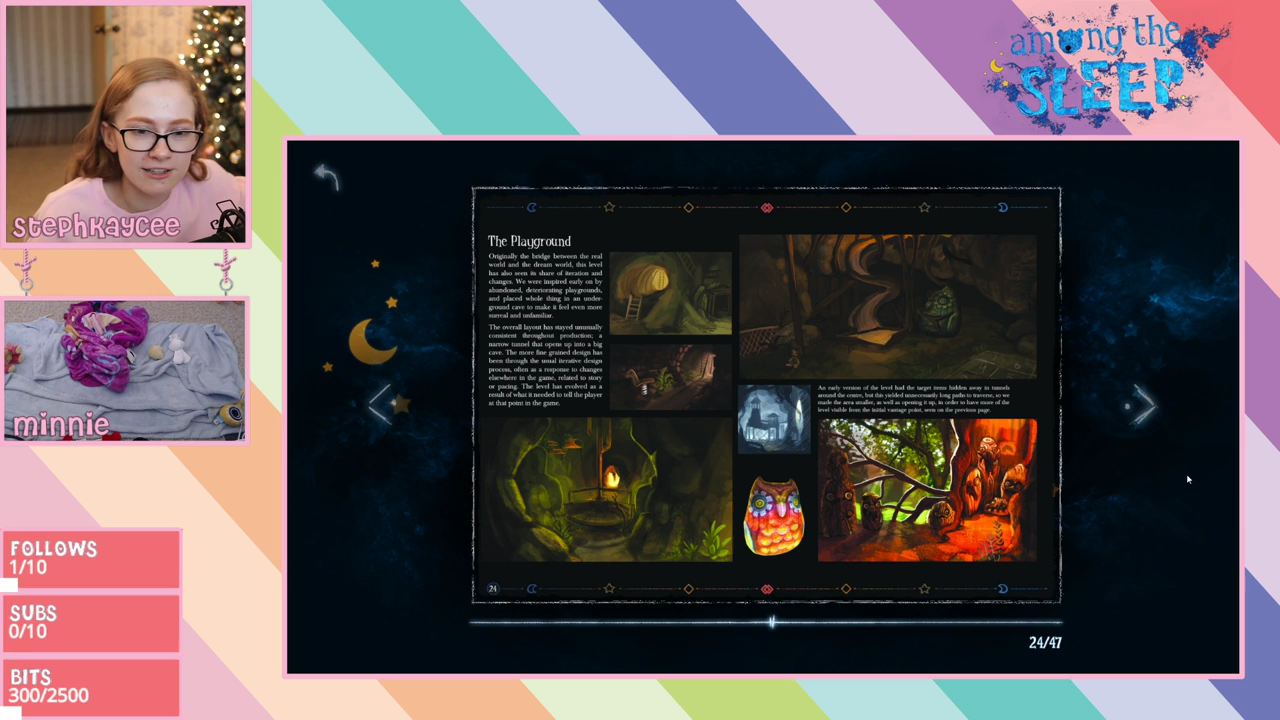 among the
SLEEP
stephkaycee
minnie
FOLLOWS
1/10
SUBS
0/10
BITS
300/2500
The Playground
Originally the bridge between the real
world and the dream world, this level
has also seen its share of iteration and
changes. We were inspired early on by
abandoned, deteriorating playgrounds,
and placed whole thing in an under-
ground cave to make it feel even more
surreal and unfamiliar.
The overall layout has stayed unusually
consistent throughout production; a
narrow tunnel that opens up into a big
cave. The more fine grained design has
been through the usual iterative design
process, often as a response to changes
elsewhere in the game, related to story
or pacing. The level has evolved as a
result of what it needed to tell the player
at that point in the game.
An early version of the level had the target items hidden away in tunnels
around the centre, but this yielded unnecessarily long paths to traverse, so we
made the area smaller, as well as opening it up, in order to have more of the
level visible from the initial vantage point, seen on the previous page.
24
24/47